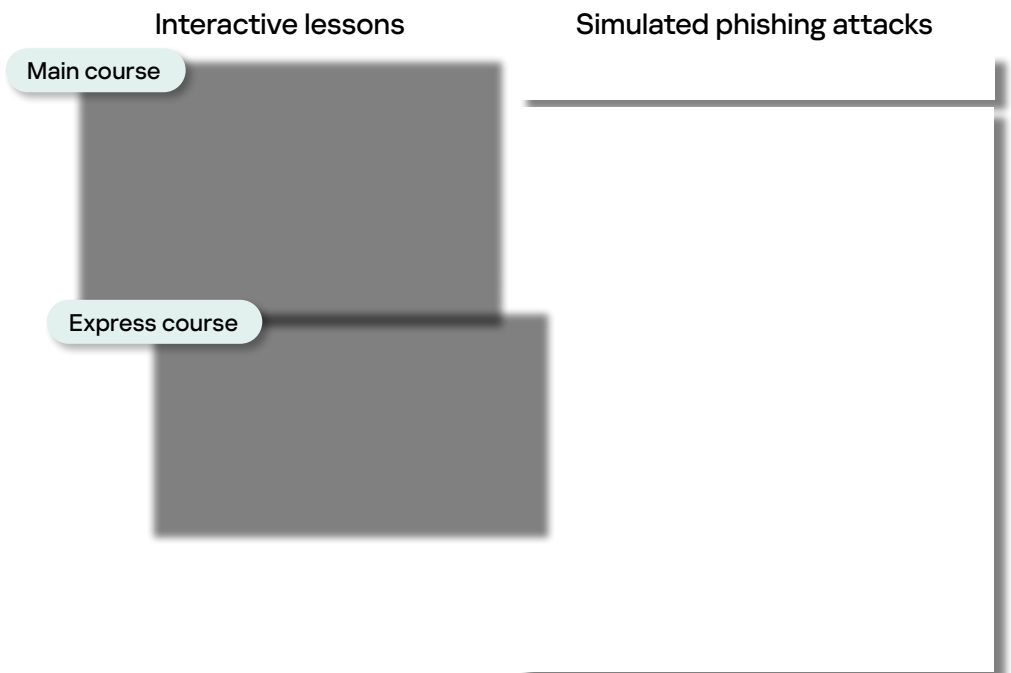 Interactive lessons
Simulated phishing attacks
Main course
Express course